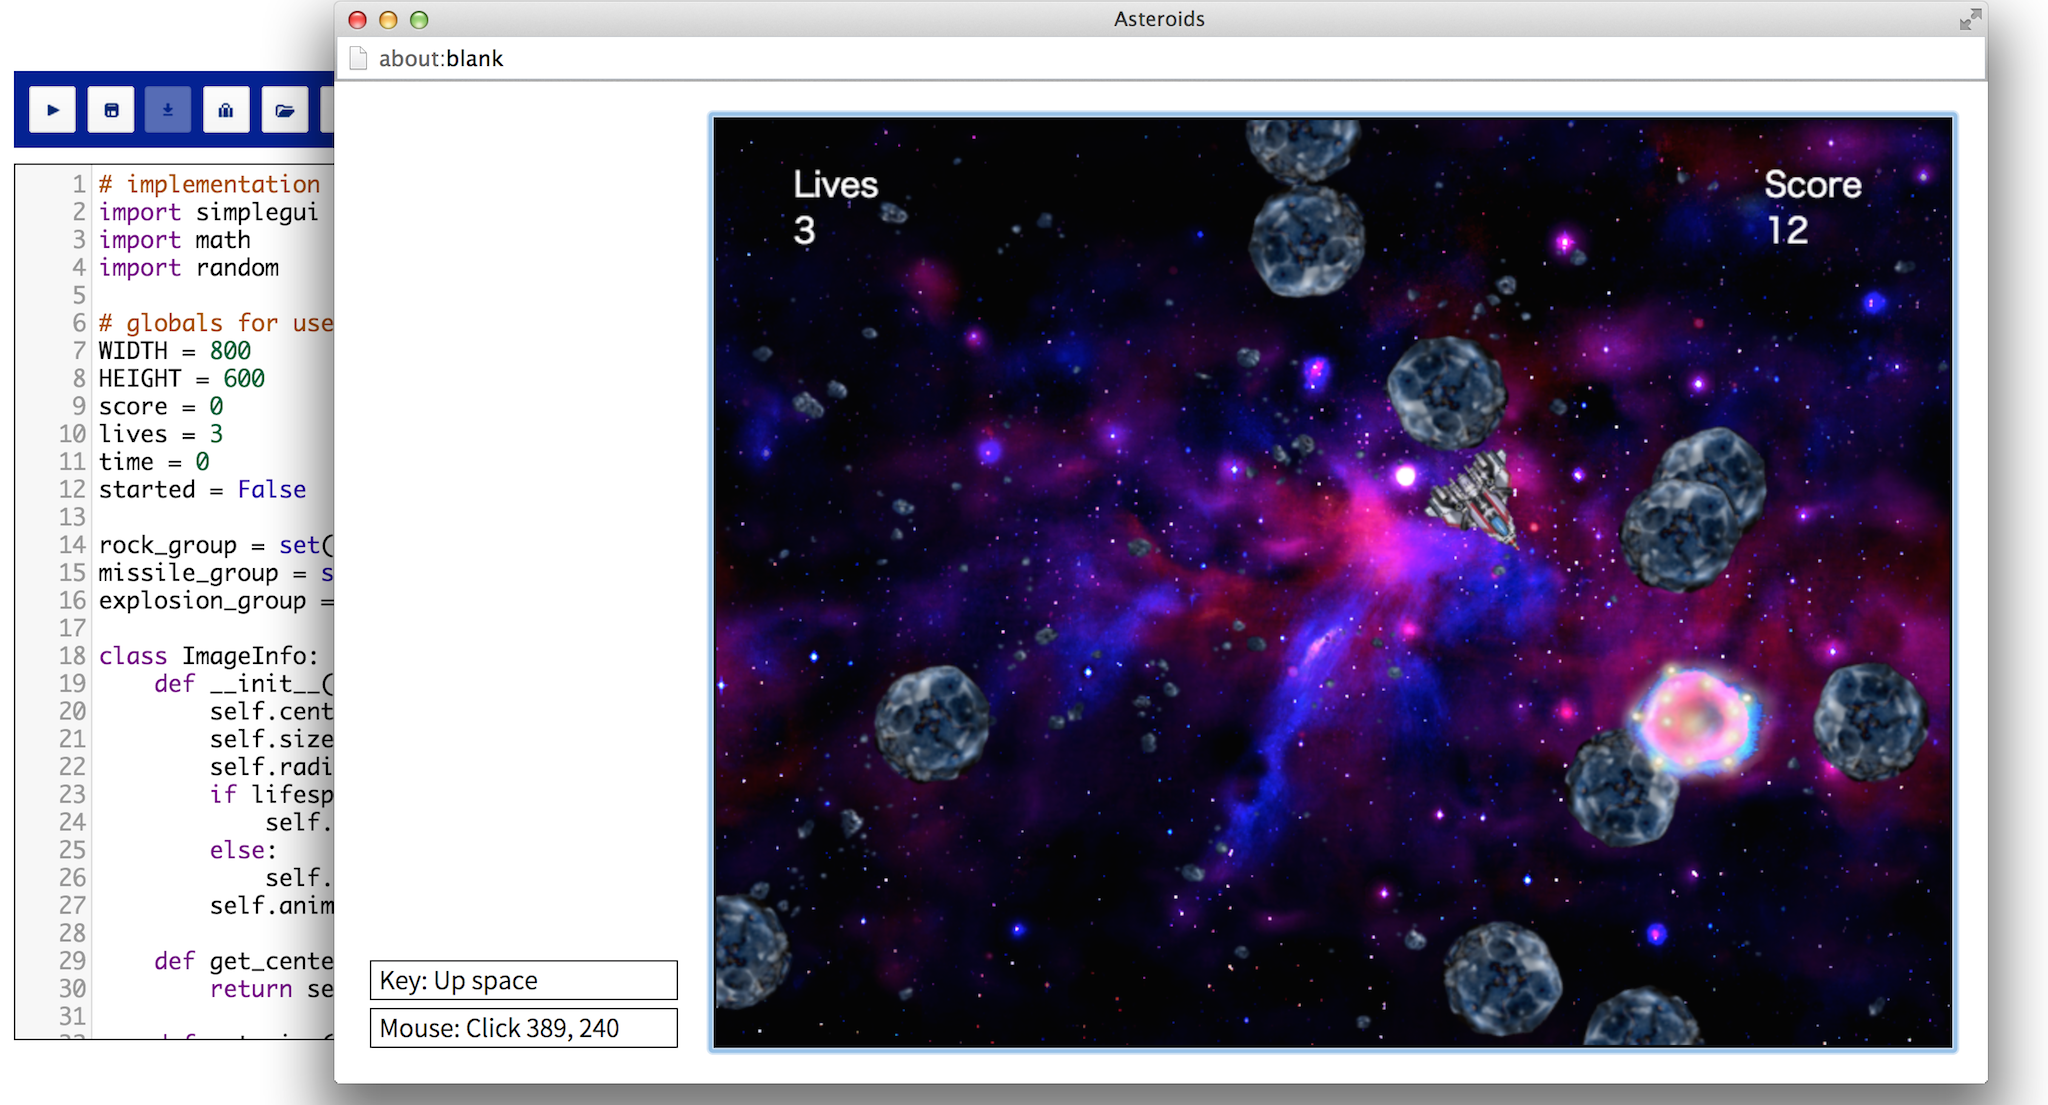 Asteroids
about:blank
1 # implementation
2 import simplegui
3 import math
4 import random
5
6 # globals for use
7 WIDTH = 800
8 HEIGHT = 600
9 score = 0
10 lives = 3
11 time = 0
12 started = False
13
14 rock_group = set(
15 missile_group = s
16 explosion_group =
17
18 class ImageInfo:
19     def __init__(
20         self.cent
21         self.size
22         self.radi
23         if lifesp
24             self.
25         else:
26             self.
27         self.anim
28
29     def get_cente
30         return se
31
Lives
3
Score
12
Key: Up space
Mouse: Click 389, 240